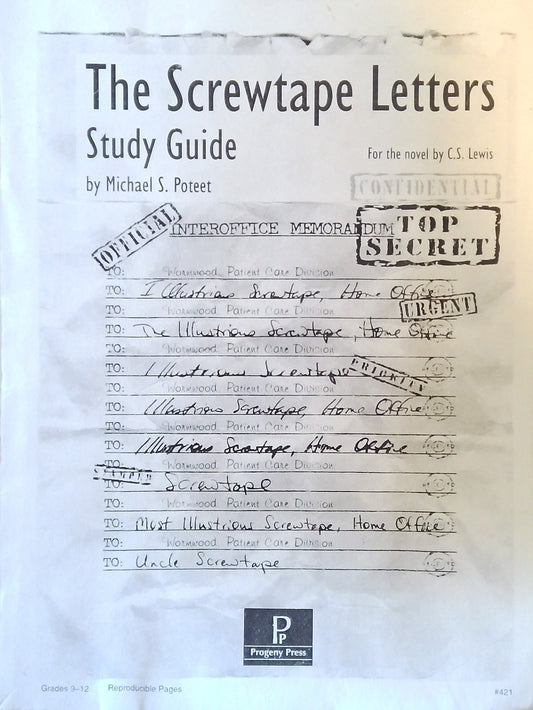 The Screwtape Letters
Study Guide
For the novel by C.S. Lewis
by Michael S. Poteet
CONFIDENTIAL
OFFICIAL
INTEROFFICE MEMORANDUM
TOP SECRET
TO: Wormwood, Patient Care Division
TO: I Illustrious Screwtape, Home Office
URGENT
TO: Wormwood, Patient Care Division
TO: The Illustrious Screwtape, Home Office
TO: Wormwood, Patient Care Division
TO: Illustrious Screwtape
PRIORITY
TO: Wormwood, Patient Care Division
TO: Illustrious Screwtape, Home Office
TO: Wormwood, Patient Care Division
TO: Illustrious Screwtape, Home Office
TO: Wormwood, Patient Care Division
TO: Screwtape
TO: Wormwood, Patient Care Division
TO: Most Illustrious Screwtape, Home Office
TO: Wormwood, Patient Care Division
TO: Uncle Screwtape
PP
Progeny Press
Grades 9–12 Reproducible Pages #421